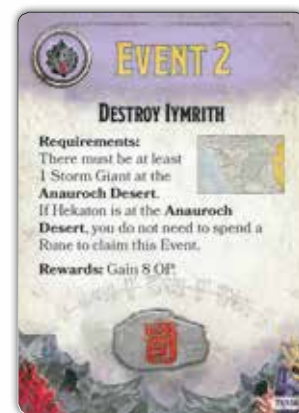 EVENT 2
DESTROY IYMRITH
Requirements:
There must be at least
1 Storm Giant at the
Anauroch Desert.
If Hekaton is at the Anauroch
Desert, you do not need to spend a
Rune to claim this Event.
Rewards: Gain 8 OP.